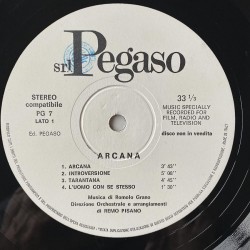 srl Pegaso
STEREO
compatibile
PG 7
LATO 1
Ed. PEGASO
33 1/3
MUSIC SPECIALLY
RECORDED FOR
FILM, RADIO AND
TELEVISION
disco non in vendita
ARCANA
1. ARCANA 3' 43"
2. INTROVERSIONE 5' 06"
3. TARANTANA 4' 45"
4. L'UOMO CON SE STESSO 1' 30"
Musica di Romolo Grano
Direzione Orchestrale e arrangiamenti
di REMO PISANO